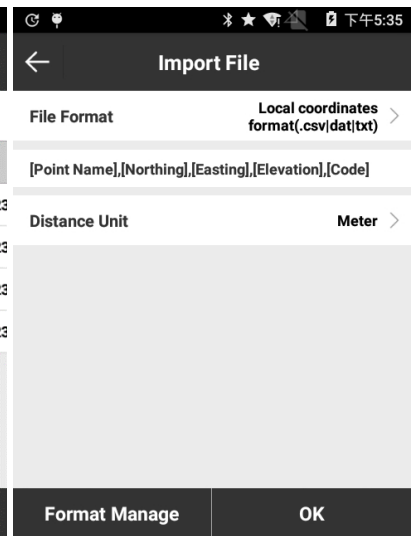 下午5:35
Import File
File Format
Local coordinates
format(.csv|dat|txt)
[Point Name],[Northing],[Easting],[Elevation],[Code]
Distance Unit
Meter
Format Manage
OK